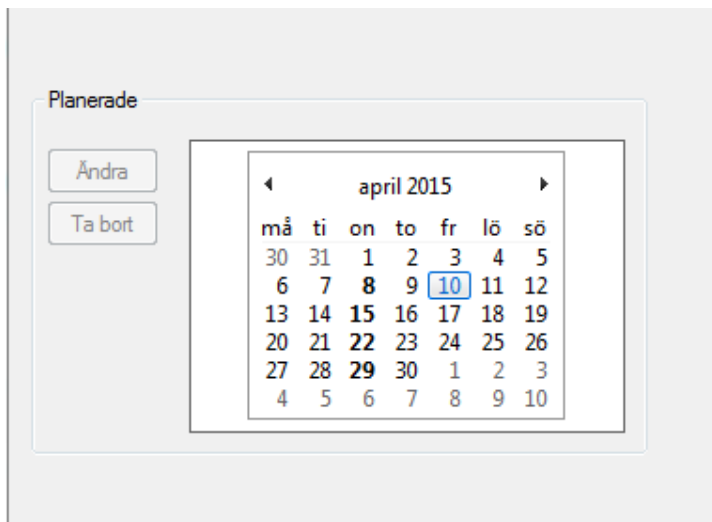 Planerade
Ändra
Ta bort
april 2015
må ti on to fr lö sö
30 31 1 2 3 4 5
6 7 8 9 10 11 12
13 14 15 16 17 18 19
20 21 22 23 24 25 26
27 28 29 30 1 2 3
4 5 6 7 8 9 10